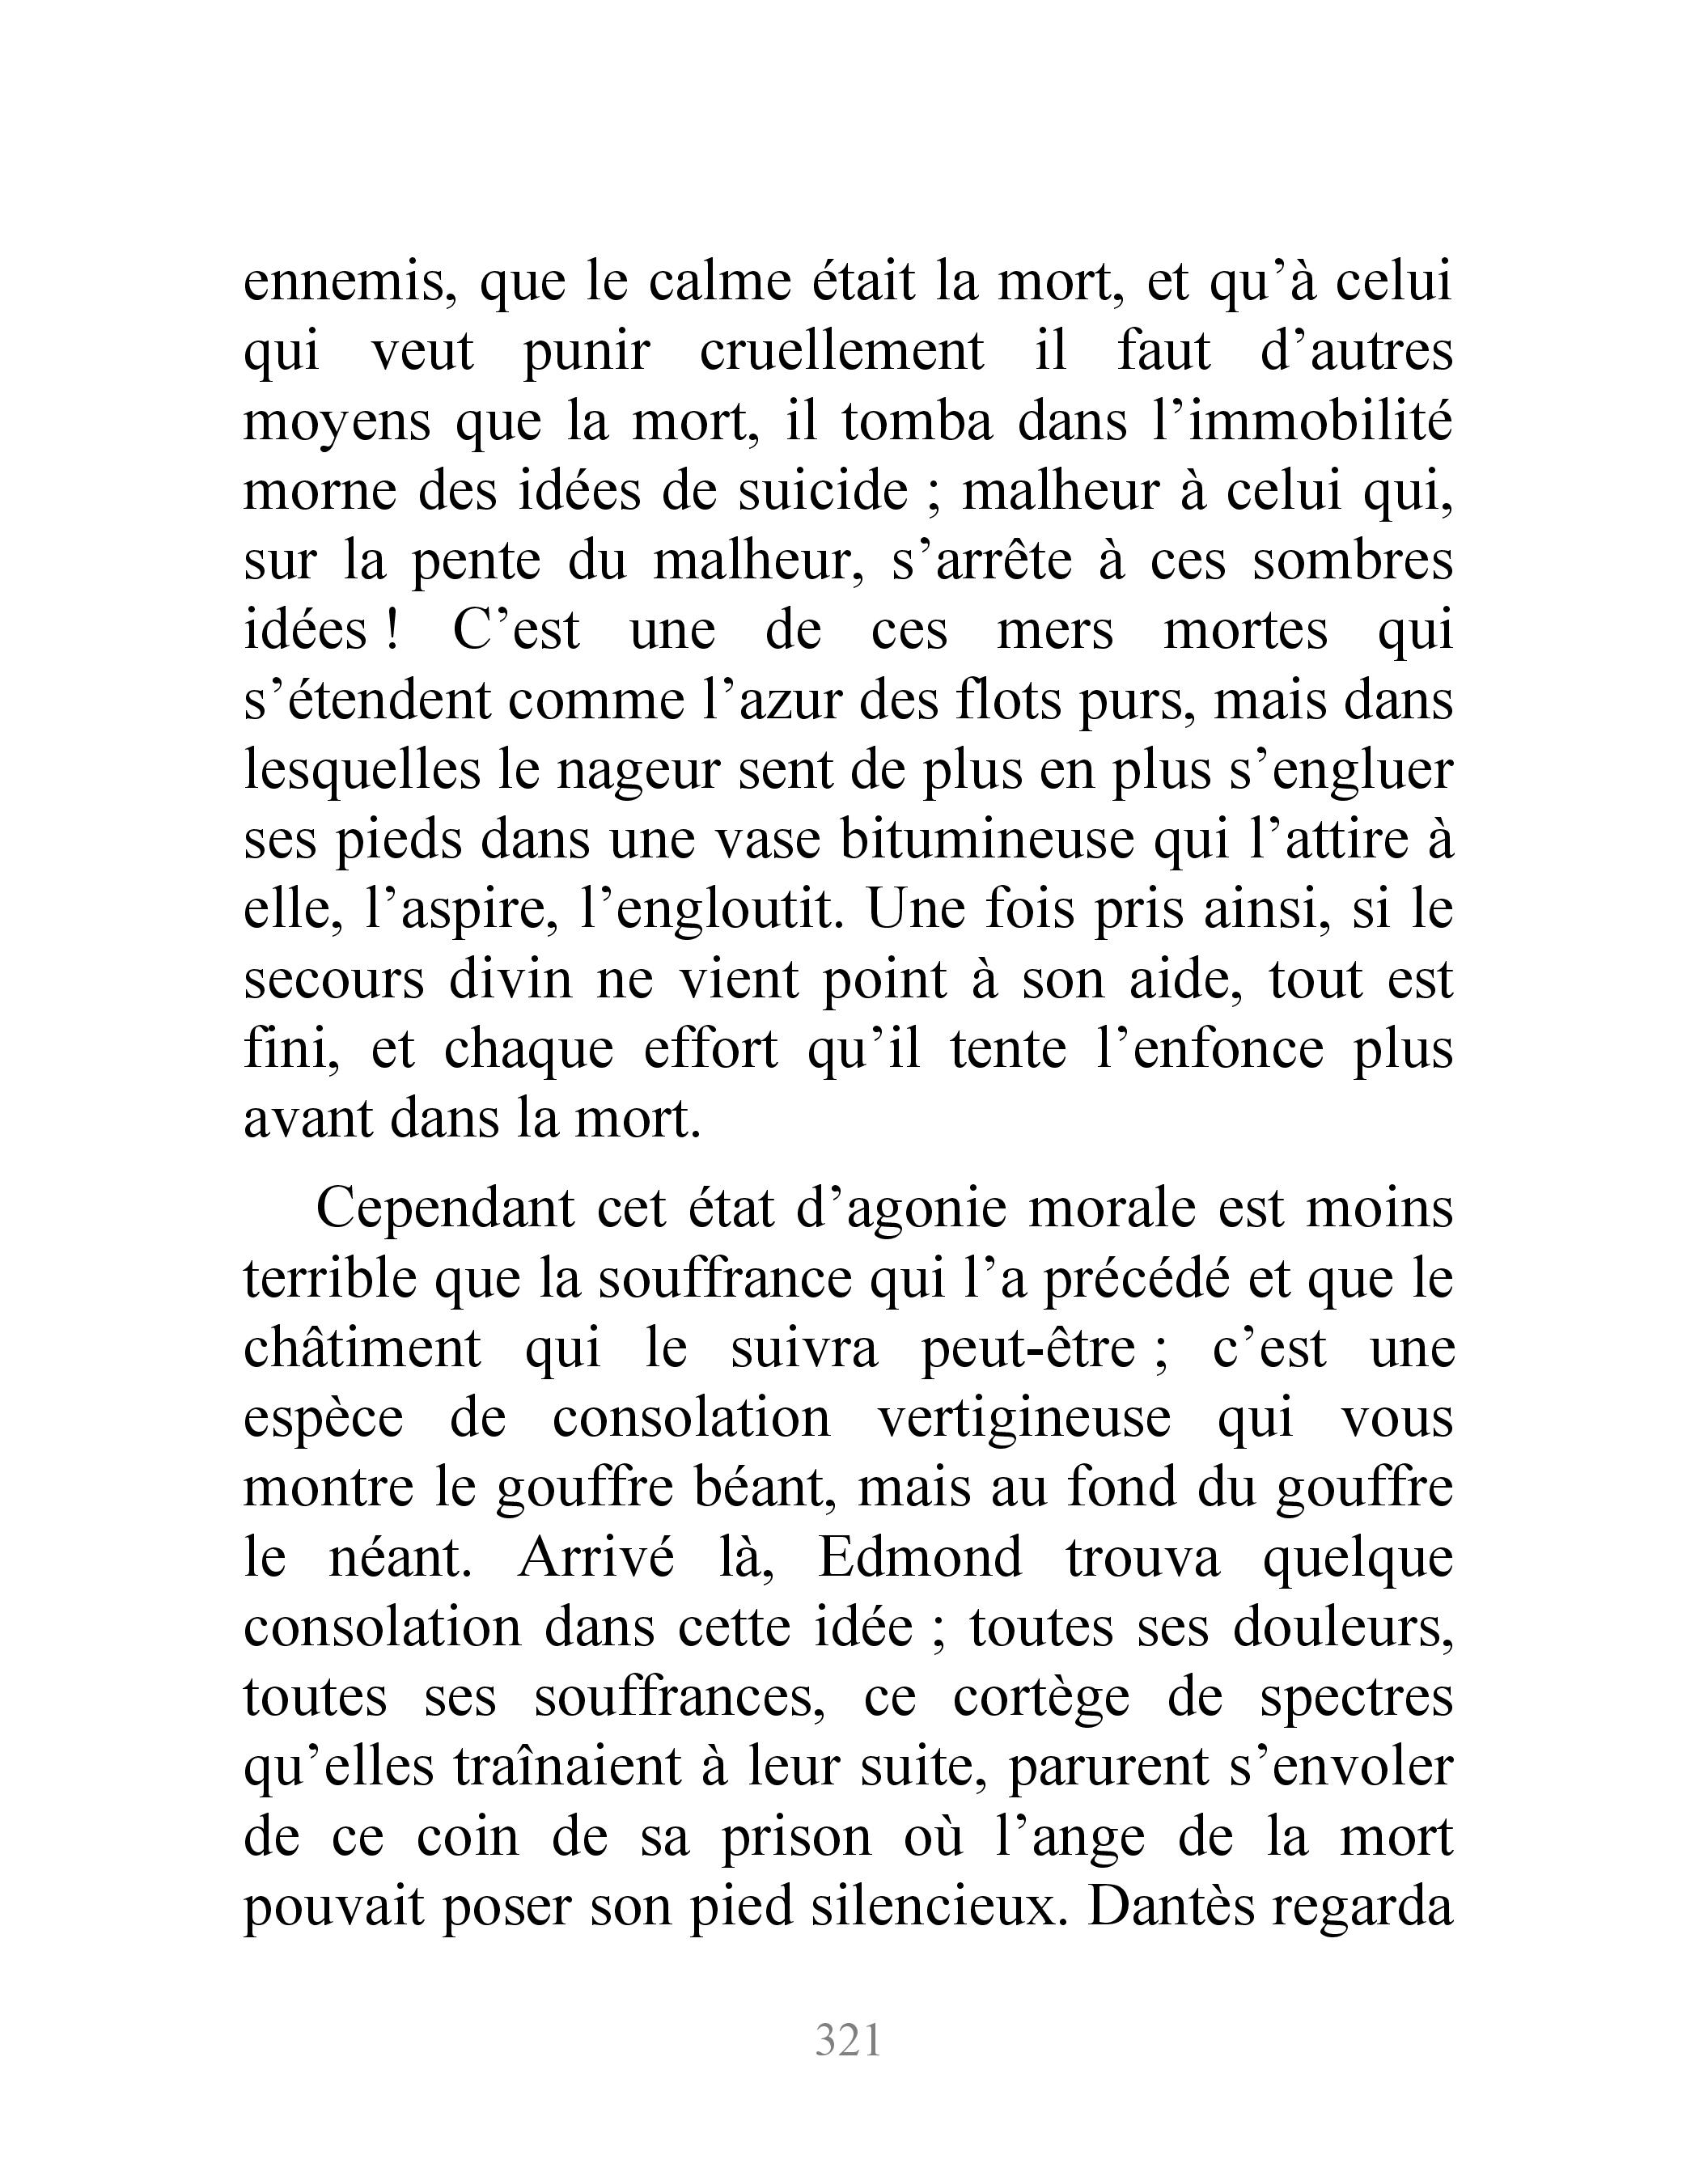 ennemis, que le calme était la mort, et qu’à celui
qui veut punir cruellement il faut d’autres
moyens que la mort, il tomba dans l’immobilité
morne des idées de suicide ; malheur à celui qui,
sur la pente du malheur, s’arrête à ces sombres
idées ! C’est une de ces mers mortes qui
s’étendent comme l’azur des flots purs, mais dans
lesquelles le nageur sent de plus en plus s’engluer
ses pieds dans une vase bitumineuse qui l’attire à
elle, l’aspire, l’engloutit. Une fois pris ainsi, si le
secours divin ne vient point à son aide, tout est
fini, et chaque effort qu’il tente l’enfonce plus
avant dans la mort.
Cependant cet état d’agonie morale est moins
terrible que la souffrance qui l’a précédé et que le
châtiment qui le suivra peut-être ; c’est une
espèce de consolation vertigineuse qui vous
montre le gouffre béant, mais au fond du gouffre
le néant. Arrivé là, Edmond trouva quelque
consolation dans cette idée ; toutes ses douleurs,
toutes ses souffrances, ce cortège de spectres
qu’elles traînaient à leur suite, parurent s’envoler
de ce coin de sa prison où l’ange de la mort
pouvait poser son pied silencieux. Dantès regarda
321